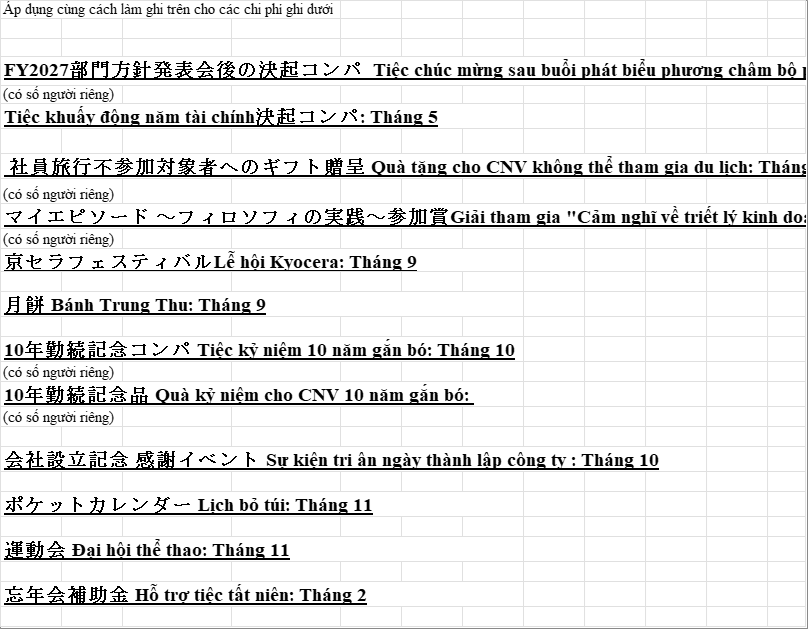 Áp dụng cùng cách làm ghi trên cho các chi phi ghi dưới
FY2027部門方針発表会後の決起コンパ Tiệc chúc mừng sau buổi phát biểu phương châm bộ
(có số người riêng)
Tiệc khuấy động năm tài chính決起コンパ: Tháng 5
社員旅行不参加対象者へのギフト贈呈 Quà tặng cho CNV không thể tham gia du lịch: Tháng
(có số người riêng)
マイエピソード ～フィロソフィの実践～参加賞Giải tham gia "Cảm nghĩ về triết lý kinh
(có số người riêng)
京セラフェスティバルLễ hội Kyocera: Tháng 9
月餅 Bánh Trung Thu: Tháng 9
10年勤続記念コンパ Tiệc kỷ niệm 10 năm gắn bó: Tháng 10
(có số người riêng)
10年勤続記念品 Quà kỷ niệm cho CNV 10 năm gắn bó:
(có số người riêng)
会社設立記念 感謝イベント Sự kiện tri ân ngày thành lập công ty : Tháng 10
ポケットカレンダー Lịch bỏ túi: Tháng 11
運動会 Đại hội thể thao: Tháng 11
忘年会補助金 Hỗ trợ tiệc tất niên: Tháng 2